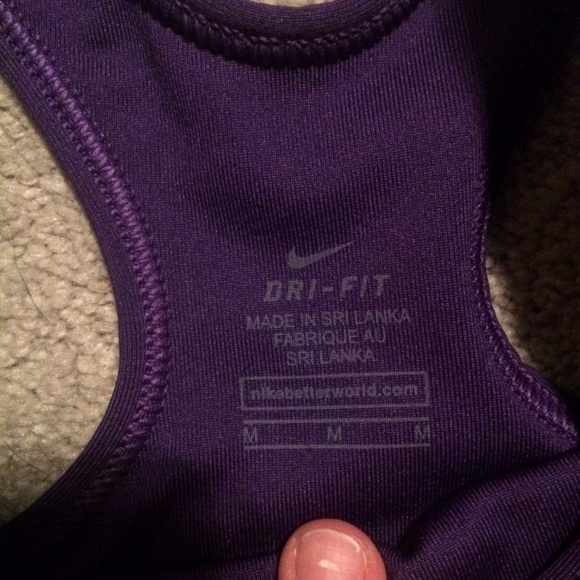 DRI-FIT
MADE IN SRI LANKA
FABRIQUE AU
SRI LANKA
nikebetterworld.com
M M M